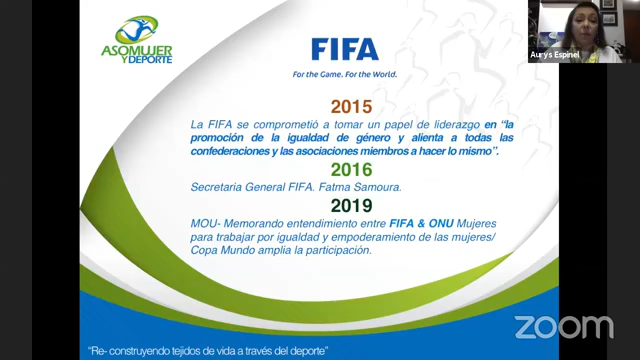 ASOMUJER
Y DEPORTE
FIFA
For the Game. For the World.
Aurys Espinel
2015
La FIFA se comprometió a tomar un papel de liderazgo en "la
promoción de la igualdad de género y alienta a todas las
confederaciones y las asociaciones miembros a hacer lo mismo".
2016
Secretaria General FIFA. Fatma Samoura.
2019
MOU- Memorando entendimiento entre FIFA & ONU Mujeres
para trabajar por igualdad y empoderamiento de las mujeres/
Copa Mundo amplia la participación.
zoom
"Re- construyendo tejidos de vida a través del deporte"